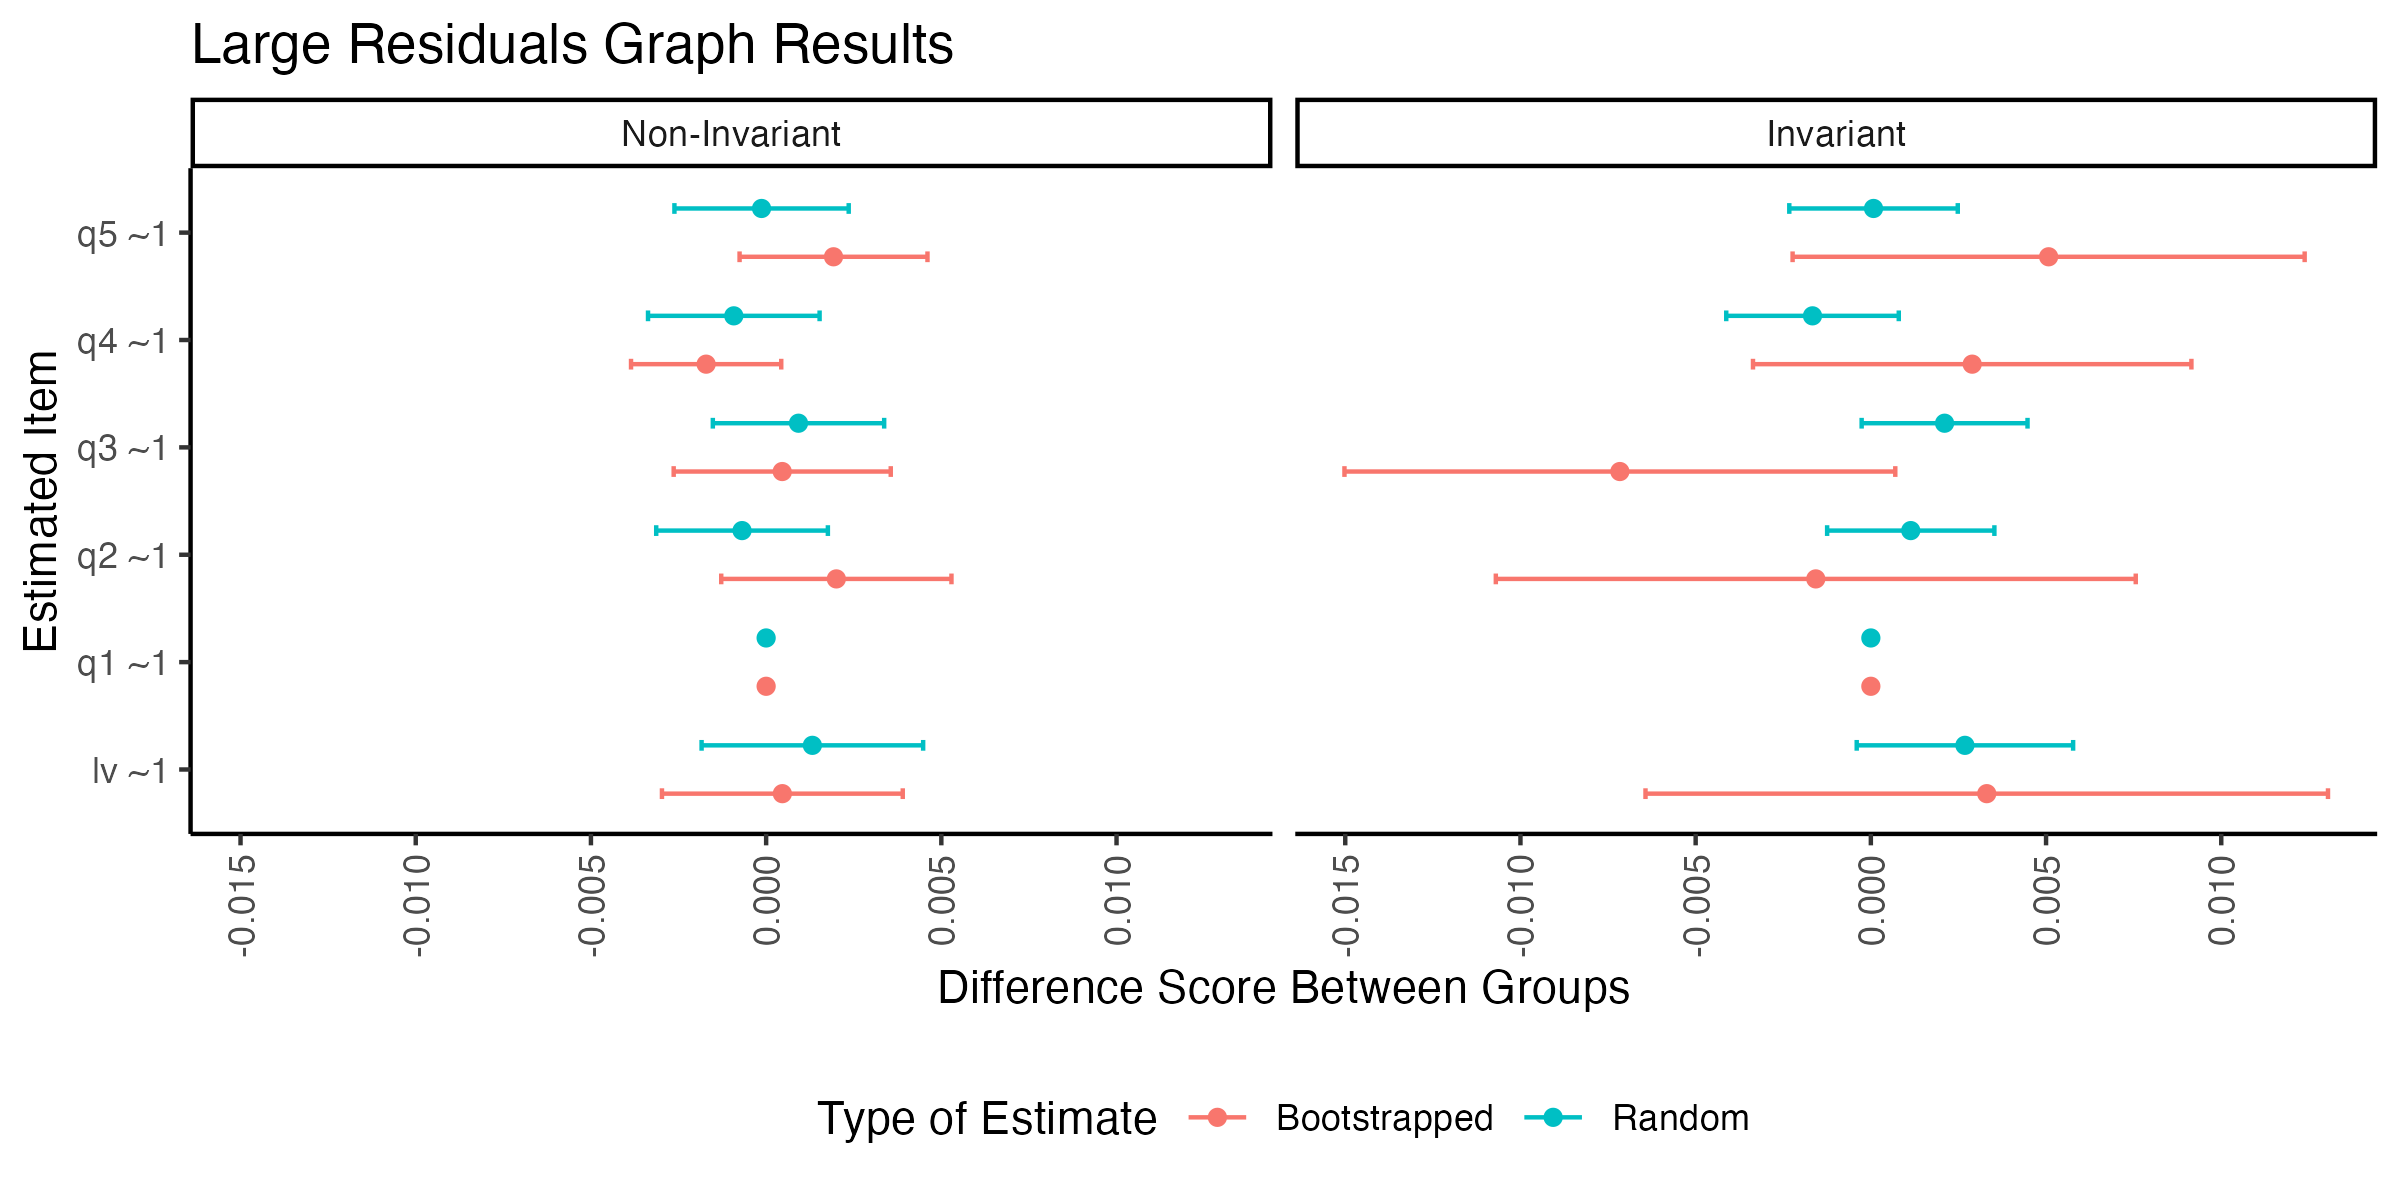 Large Residuals Graph Results
Non-Invariant
Invariant
Estimated Item
q5 ~1
q4 ~1
q3 ~1
q2 ~1
q1 ~1
lv ~1
-0.015
-0.010
-0.005
0.000
0.005
0.010
-0.015
-0.010
-0.005
0.000
0.005
0.010
Difference Score Between Groups
Type of Estimate Bootstrapped Random